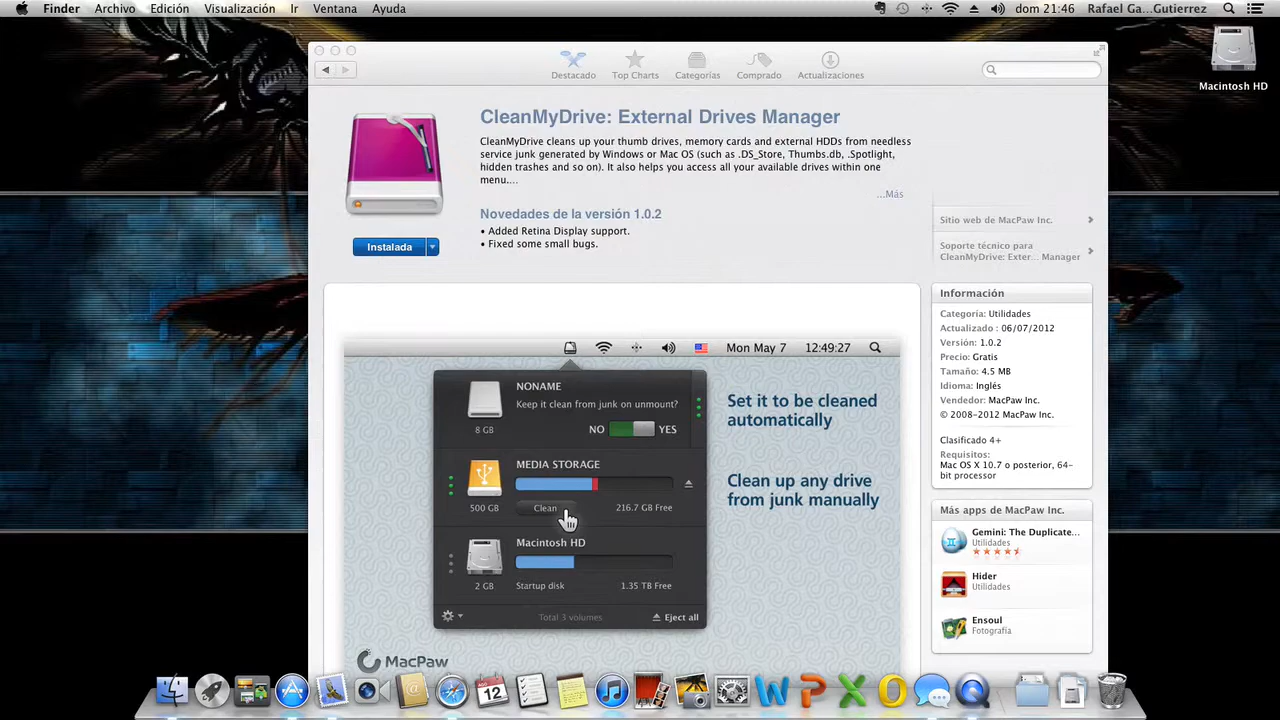 Finder Archivo Edición Visualización Ir Ventana Ayuda dom 21:46 Rafael Ga...Gutierrez
Macintosh HD
Destacado Top Charts Categorías Comprado Actualizaciones
CleanMyDrive: External Drives Manager
CleanMyDrive cleans up your thumb drives, memory cards and external HDDs from needless
service junk generated by Windows or Mac OS (such as .DS_Store, Thumbs.db, .Spotlight,
hidden trashes and so on). It also helps you access all your available drives within one
menu....
...Más
Novedades de la versión 1.0.2
• Added Retina Display support.
• Fixed some small bugs.
Instalada
Sitio web de MacPaw Inc.
Soporte técnico para
CleanMyDrive: Exter... Manager
Información
Categoría: Utilidades
Actualizado : 06/07/2012
Versión: 1.0.2
Precio: Gratis
Tamaño: 4.5 MB
Idioma: Inglés
Vendedor: MacPaw Inc.
© 2008-2012 MacPaw Inc.
Clasificado 4+
Requisitos:
Mac OS X 10.7 o posterior, 64-
bit processor
Más apps de MacPaw Inc.
Gemini: The Duplicate...
Utilidades
Hider
Utilidades
Ensoul
Fotografía
Mon May 7 12:49:27
NONAME
Keep it clean from junk on unmount?
8 GB NO YES
MEDIA STORAGE
500 GB Clean 216.7 GB Free
Macintosh HD
2 GB Startup disk 1.35 TB Free
Total 3 volumes Eject all
Set it to be cleaned
automatically
Clean up any drive
from junk manually
MacPaw
12